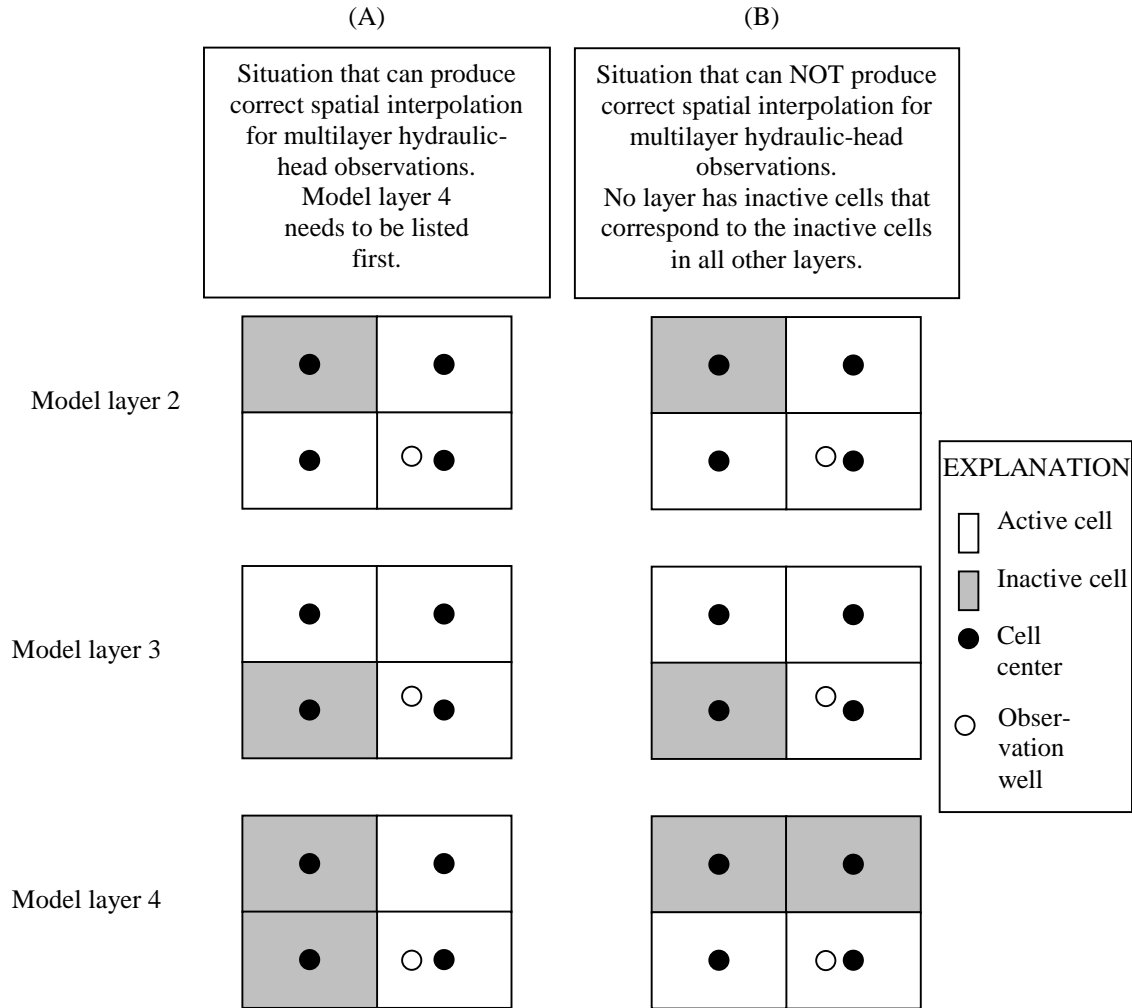 (A)
(B)
Situation that can produce
correct spatial interpolation
for multilayer hydraulic-
head observations.
Model layer 4
needs to be listed
first.
Situation that can NOT produce
correct spatial interpolation for
multilayer hydraulic-head
observations.
No layer has inactive cells that
correspond to the inactive cells
in all other layers.
Model layer 2
Model layer 3
Model layer 4
EXPLANATION
Active cell
Inactive cell
Cell
center
Obser-
vation
well